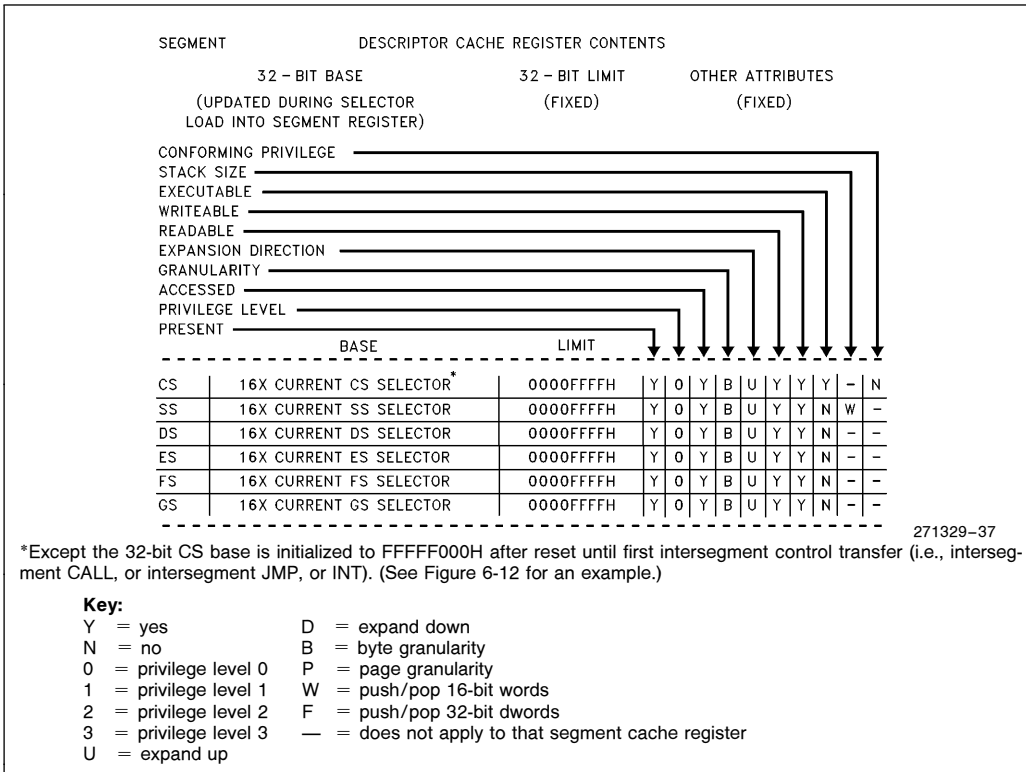 SEGMENT DESCRIPTOR CACHE REGISTER CONTENTS
32 – BIT BASE 32 – BIT LIMIT OTHER ATTRIBUTES
(UPDATED DURING SELECTOR (FIXED) (FIXED)
LOAD INTO SEGMENT REGISTER)
CONFORMING PRIVILEGE
STACK SIZE
EXECUTABLE
WRITEABLE
READABLE
EXPANSION DIRECTION
GRANULARITY
ACCESSED
PRIVILEGE LEVEL
PRESENT
BASE LIMIT
CS 16X CURRENT CS SELECTOR* 0000FFFFH Y 0 Y B U Y Y Y – N
SS 16X CURRENT SS SELECTOR 0000FFFFH Y 0 Y B U Y Y N W –
DS 16X CURRENT DS SELECTOR 0000FFFFH Y 0 Y B U Y Y N – –
ES 16X CURRENT ES SELECTOR 0000FFFFH Y 0 Y B U Y Y N – –
FS 16X CURRENT FS SELECTOR 0000FFFFH Y 0 Y B U Y Y N – –
GS 16X CURRENT GS SELECTOR 0000FFFFH Y 0 Y B U Y Y N – –
271329–37
*Except the 32-bit CS base is initialized to FFFFF000H after reset until first intersegment control transfer (i.e., interseg-
ment CALL, or intersegment JMP, or INT). (See Figure 6-12 for an example.)
Key:
Y = yes D = expand down
N = no B = byte granularity
0 = privilege level 0 P = page granularity
1 = privilege level 1 W = push/pop 16-bit words
2 = privilege level 2 F = push/pop 32-bit dwords
3 = privilege level 3 — = does not apply to that segment cache register
U = expand up